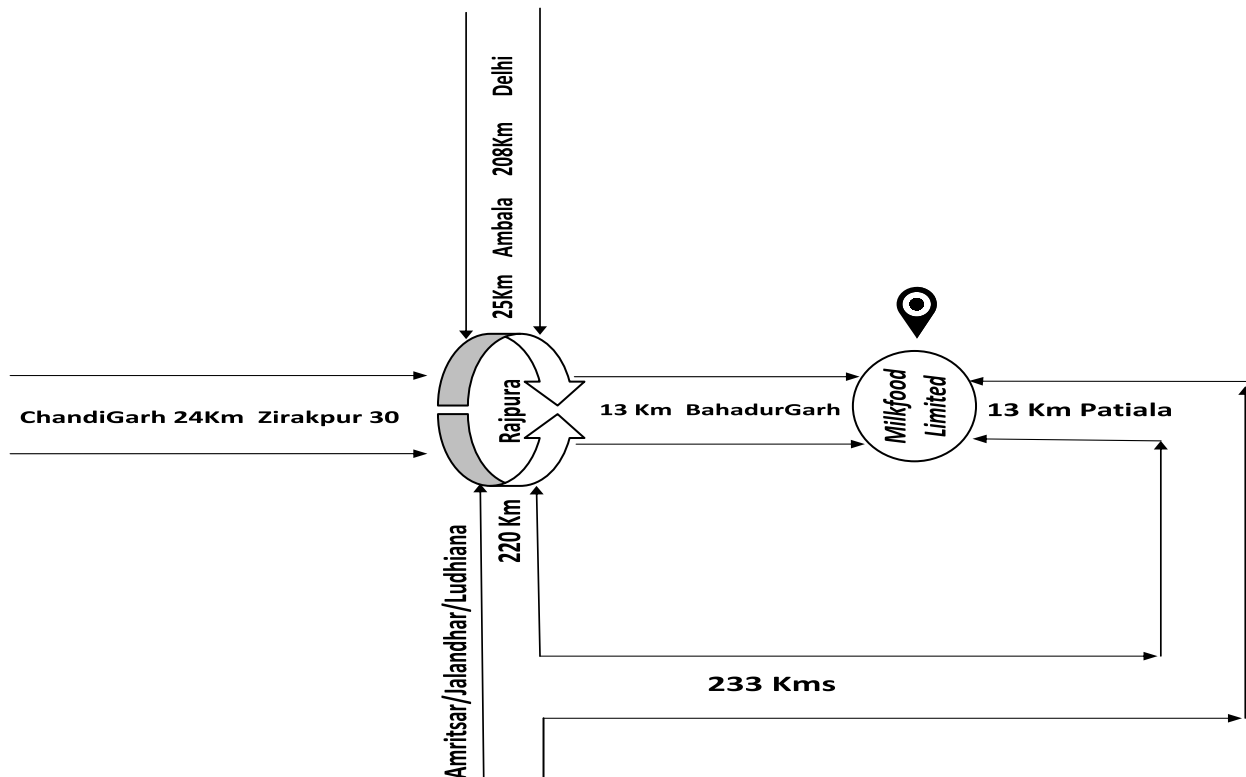 25Km Ambala 208Km Delhi
ChandiGarh 24Km Zirakpur 30
Rajpura
13 Km BahadurGarh
Milkfood
Limited
13 Km Patiala
220 Km
Amritsar/Jalandhar/Ludhiana
233 Kms